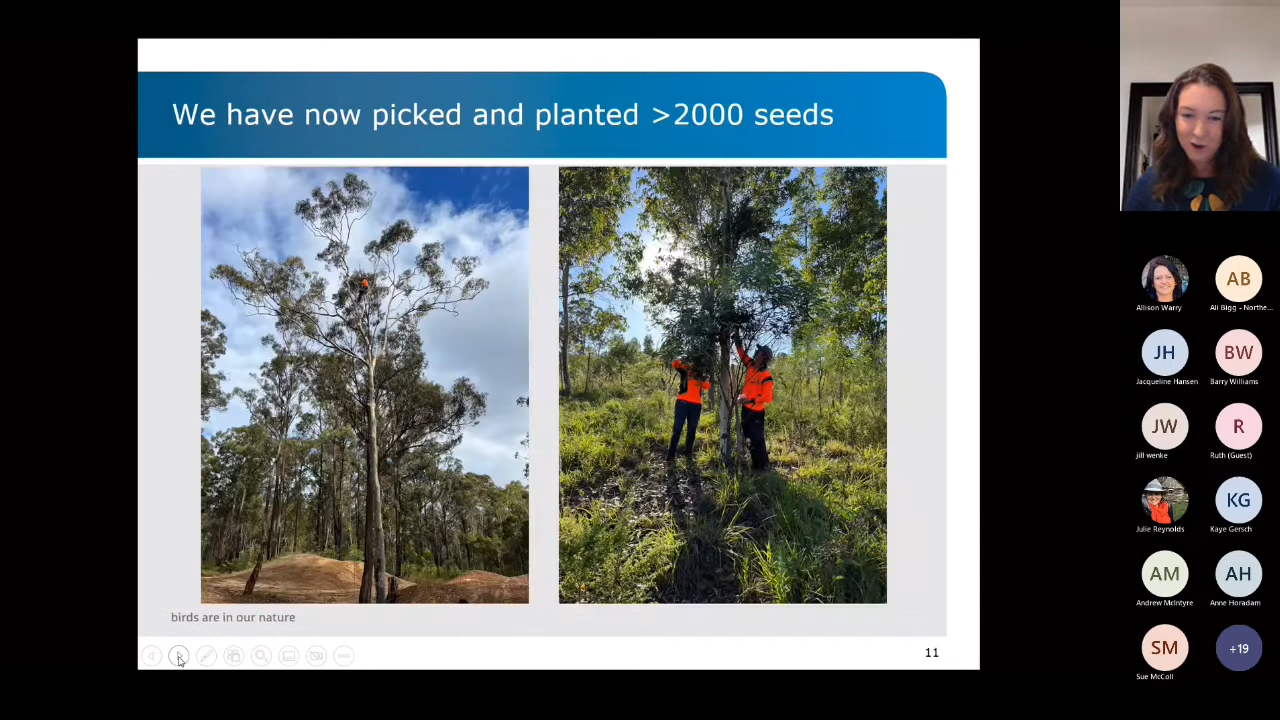 We have now picked and planted >2000 seeds
birds are in our nature
11
Allison Warry
AB
Ali Bigg - Northe...
JH
Jacqueline Hansen
BW
Barry Williams
JW
jill wenke
R
Ruth (Guest)
Julie Reynolds
KG
Kaye Gersch
AM
Andrew McIntyre
AH
Anne Horadam
SM
Sue McColl
+19